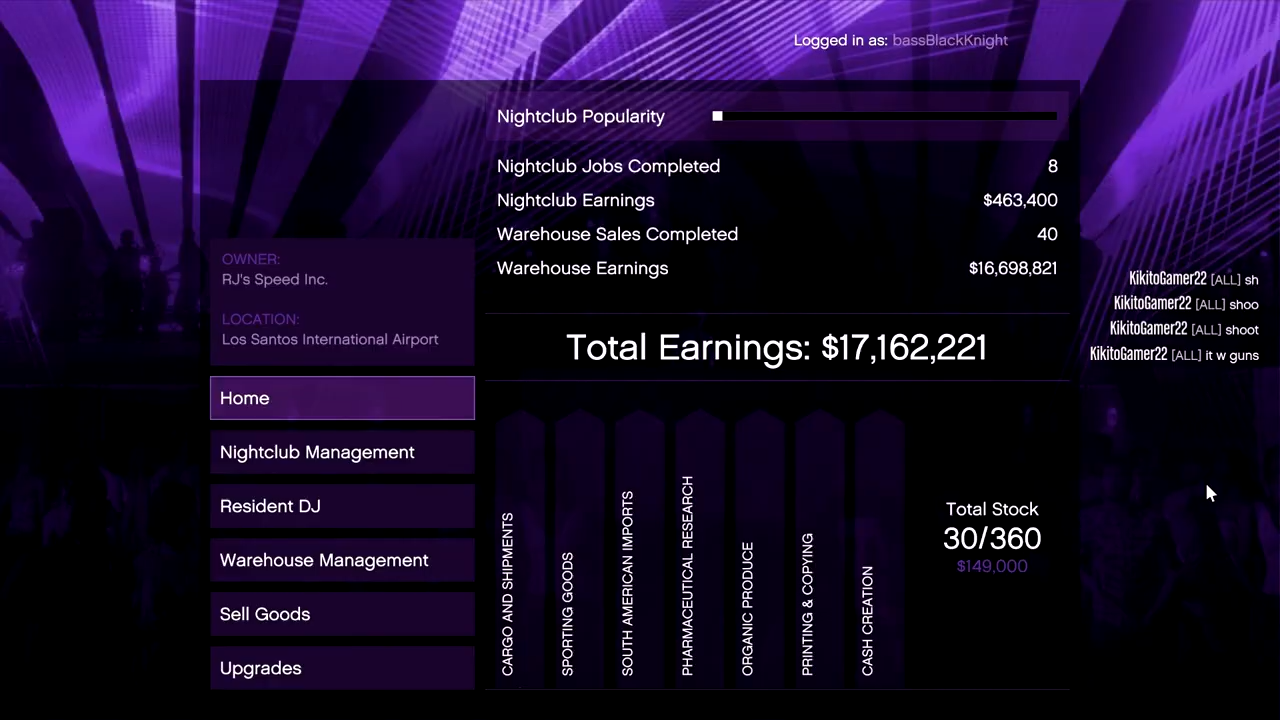 Logged in as: bassBlackKnight
Nightclub Popularity
Nightclub Jobs Completed 8
Nightclub Earnings $463,400
Warehouse Sales Completed 40
Warehouse Earnings $16,698,821
Total Earnings: $17,162,221
OWNER:
RJ's Speed Inc.
LOCATION:
Los Santos International Airport
Home
Nightclub Management
Resident DJ
Warehouse Management
Sell Goods
Upgrades
CARGO AND SHIPMENTS
SPORTING GOODS
SOUTH AMERICAN IMPORTS
PHARMACEUTICAL RESEARCH
ORGANIC PRODUCE
PRINTING & COPYING
CASH CREATION
Total Stock
30/360
$149,000
KikitoGamer22 [ALL] sh
KikitoGamer22 [ALL] shoo
KikitoGamer22 [ALL] shoot
KikitoGamer22 [ALL] it w guns